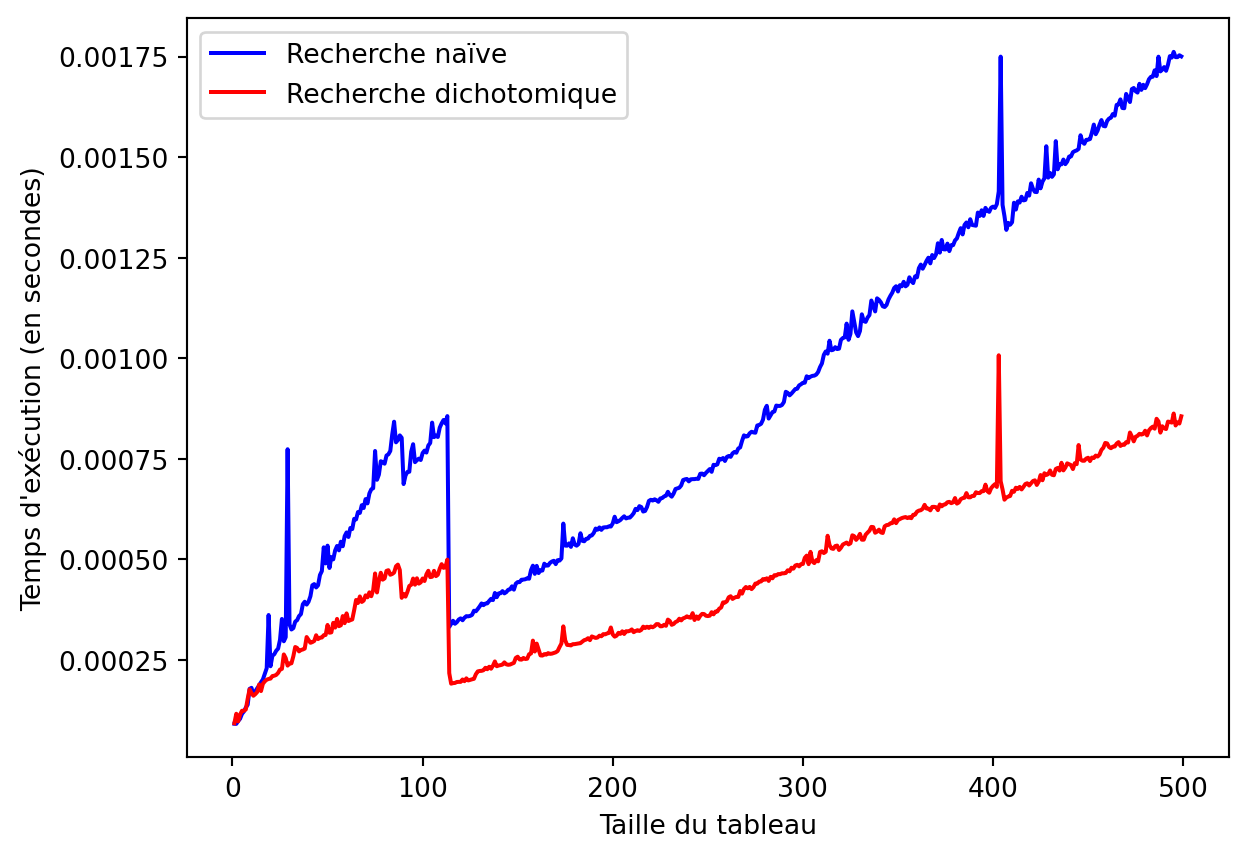 Recherche naïve
Recherche dichotomique
0.00175
0.00150
0.00125
0.00100
0.00075
0.00050
0.00025
Temps d'exécution (en secondes)
0 100 200 300 400 500
Taille du tableau